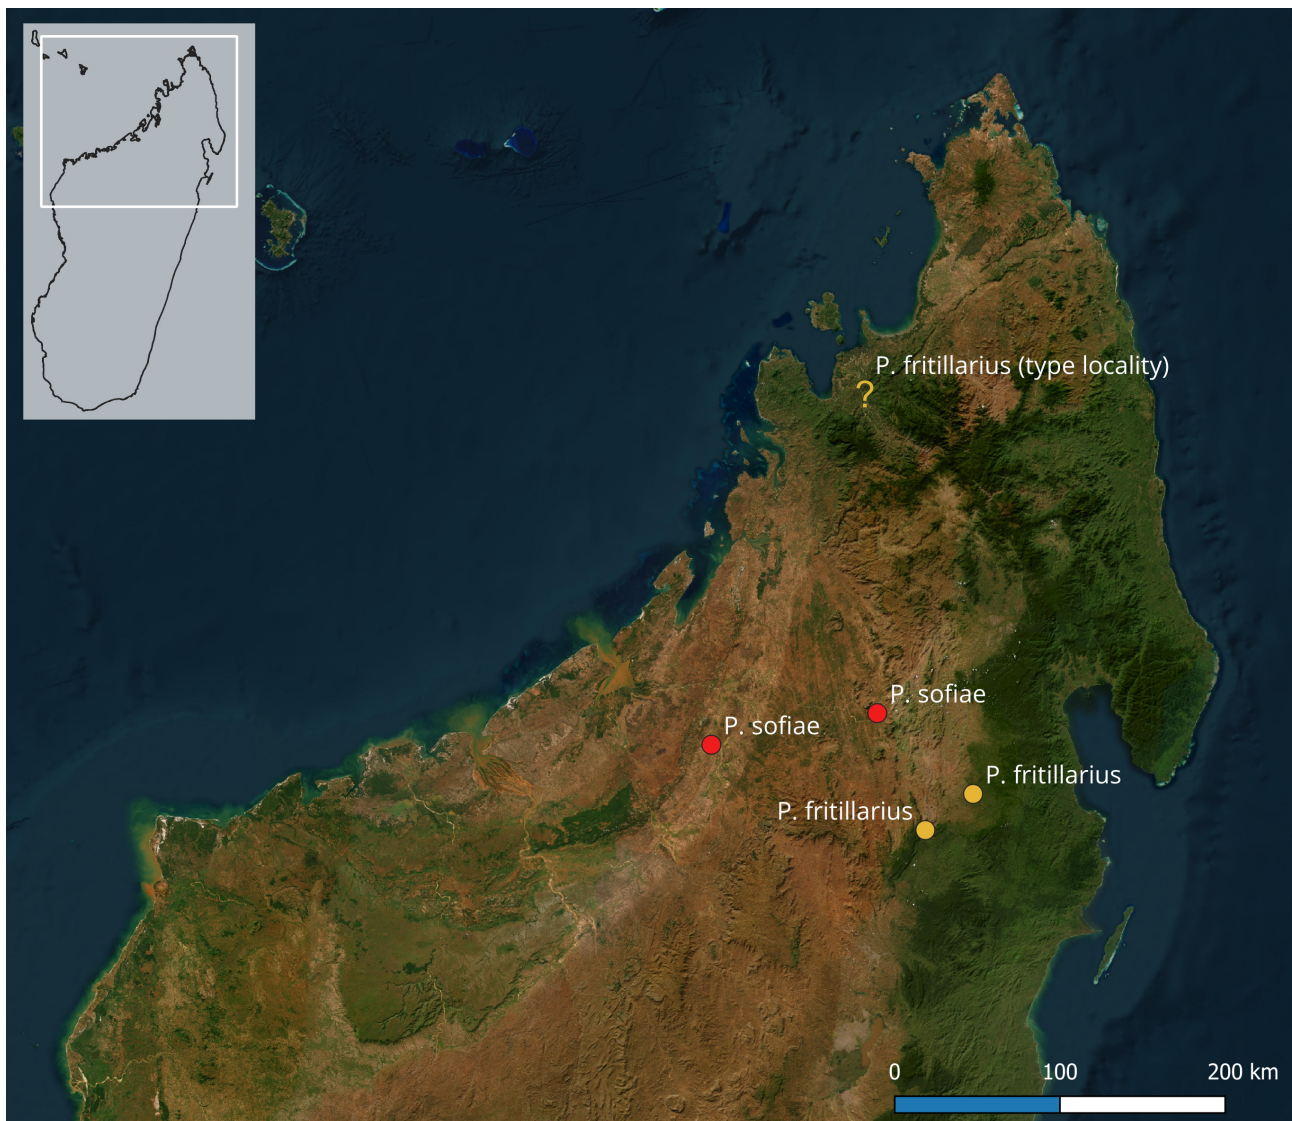 P. fritillarius (type locality)
?
P. sofiae
P. sofiae
P. fritillarius
P. fritillarius
0 100 200 km